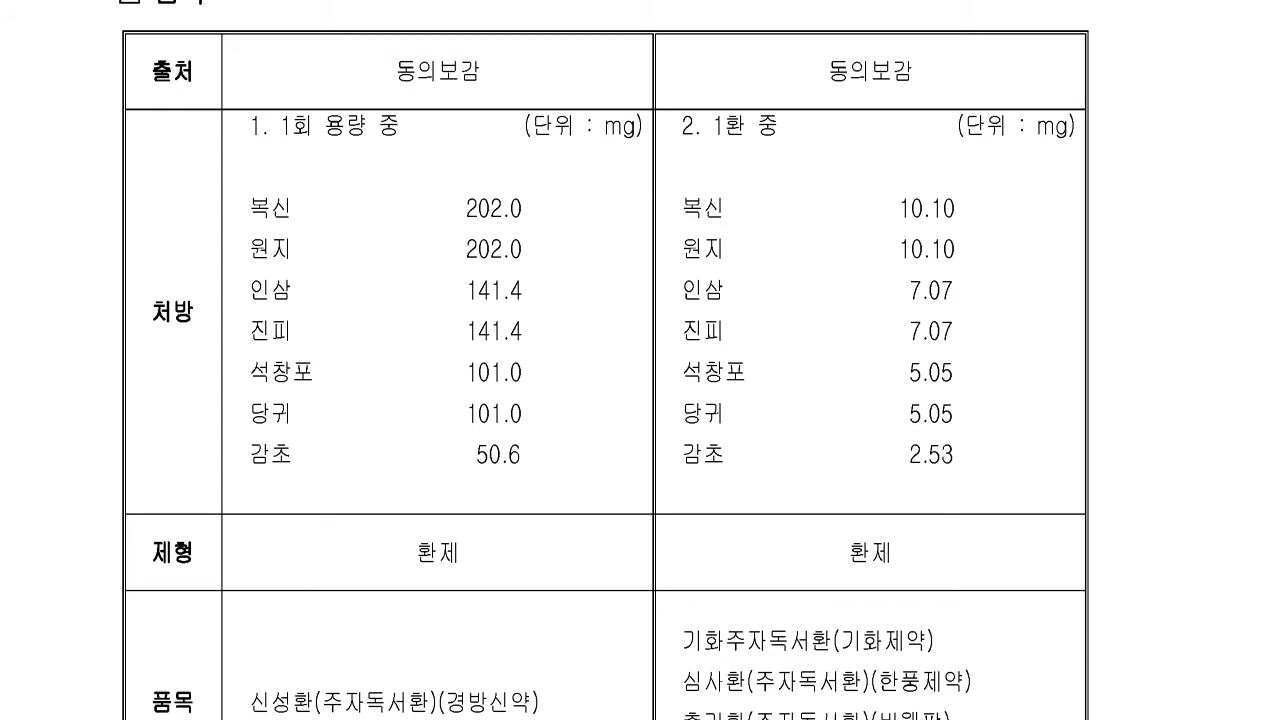 출처 동의보감 동의보감
1. 1회 용량 중 (단위 : mg) 2. 1환 중 (단위 : mg)
복신 202.0 복신 10.10
원지 202.0 원지 10.10
인삼 141.4 인삼 7.07
처방
진피 141.4 진피 7.07
석창포 101.0 석창포 5.05
당귀 101.0 당귀 5.05
감초 50.6 감초 2.53
제형 환제 환제
기화주자독서환(기화제약)
심사환(주자독서환)(한풍제약)
품목 신성환(주자독서환)(경방신약)